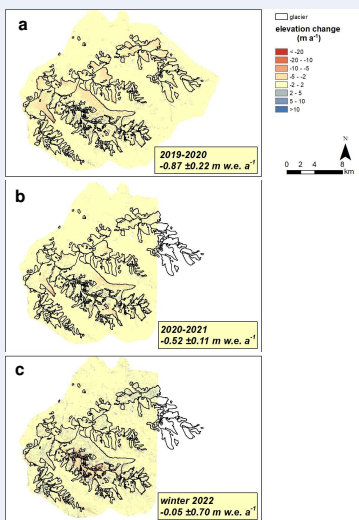 a
2019-2020
-0.87 ±0.22 m w.e. a⁻¹
glacier
elevation change
(m a⁻¹)
< -20
-20 - -10
-10 - -5
-5 - -2
-2 - 2
2 - 5
5 - 10
>10
N
0 2 4 8
km
b
2020-2021
-0.52 ±0.11 m w.e. a⁻¹
c
winter 2022
-0.05 ±0.70 m w.e. a⁻¹